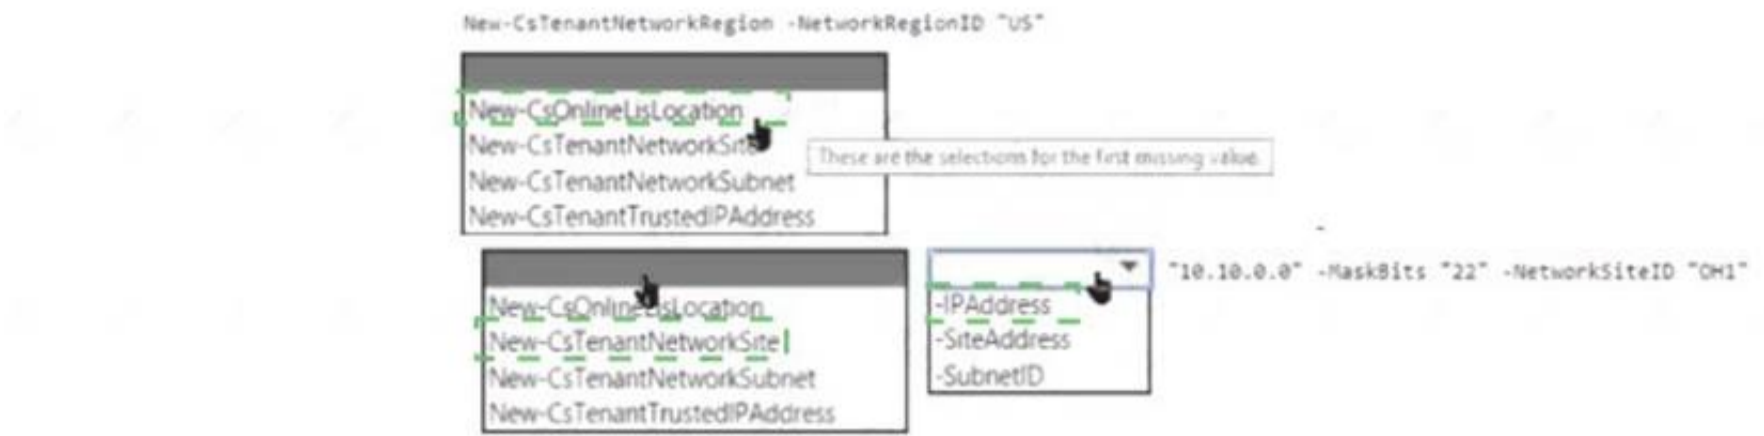 New-CsTenantNetworkRegion -NetworkRegionID "US"
New-CsOnlineLisLocation
New-CsTenantNetworkSite
These are the selections for the first missing value.
New-CsTenantNetworkSubnet
New-CsTenantTrustedIPAddress
"10.10.0.0" -MaskBits "22" -NetworkSiteID "OH1"
New-CsOnlineLisLocation
-IPAddress
New-CsTenantNetworkSite
-SiteAddress
New-CsTenantNetworkSubnet
-SubnetID
New-CsTenantTrustedIPAddress